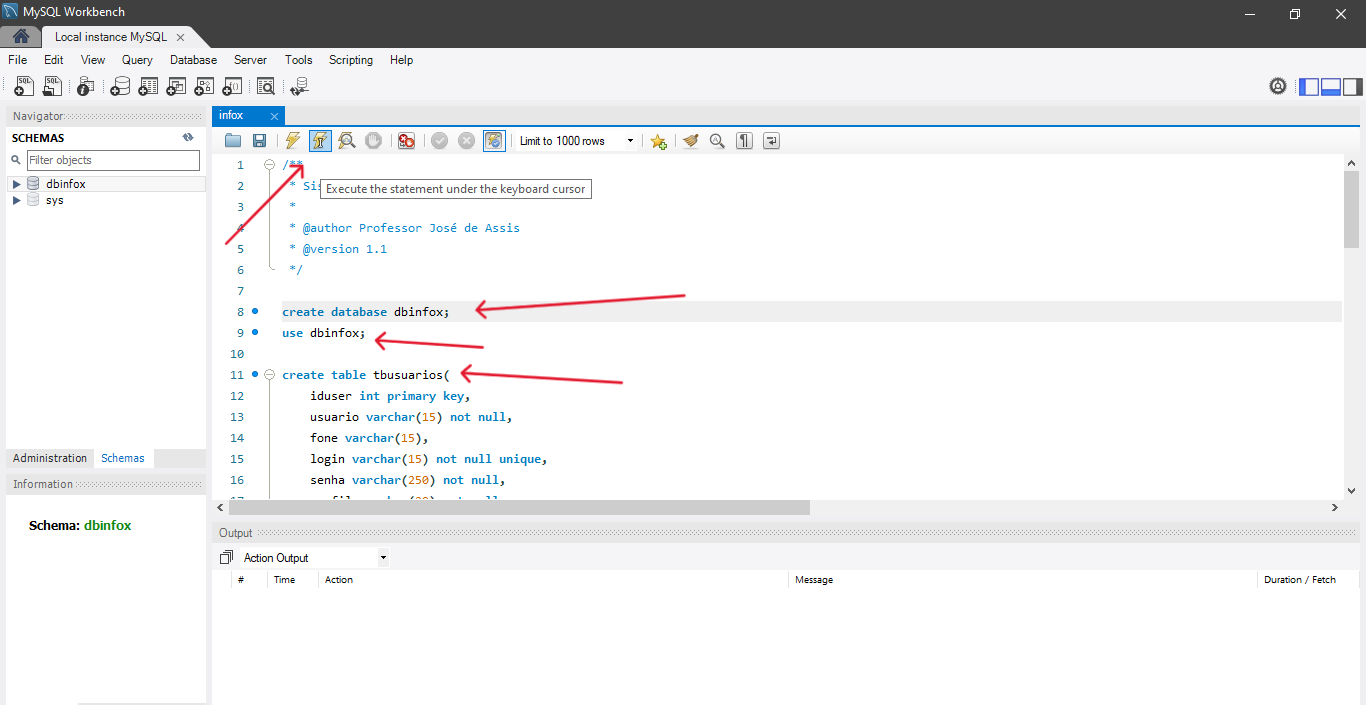 MySQL Workbench
Local instance MySQL
File Edit View Query Database Server Tools Scripting Help
Navigator
SCHEMAS
Filter objects
dbinfox
sys
Administration Schemas
Information
Schema: dbinfox
infox
Limit to 1000 rows
1 /**
2 * Sis
Execute the statement under the keyboard cursor
3 *
4 * @author Professor José de Assis
5 * @version 1.1
6 */
7
8 create database dbinfox;
9 use dbinfox;
10
11 create table tbusuarios(
12 iduser int primary key,
13 usuario varchar(15) not null,
14 fone varchar(15),
15 login varchar(15) not null unique,
16 senha varchar(250) not null,
Output
Action Output
# Time Action Message Duration / Fetch